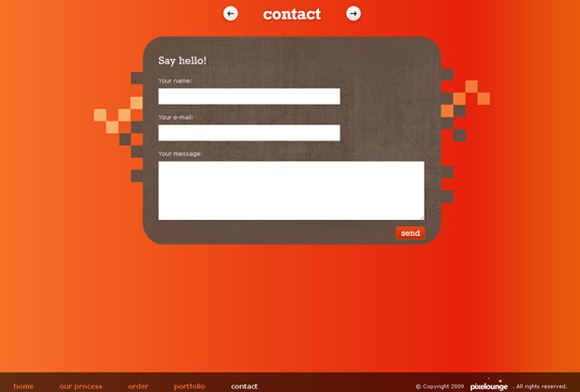 contact
Say hello!
Your name:
Your e-mail:
Your message:
send
home our process order portfolio contact © Copyright 2009 pixelounge . All rights reserved.